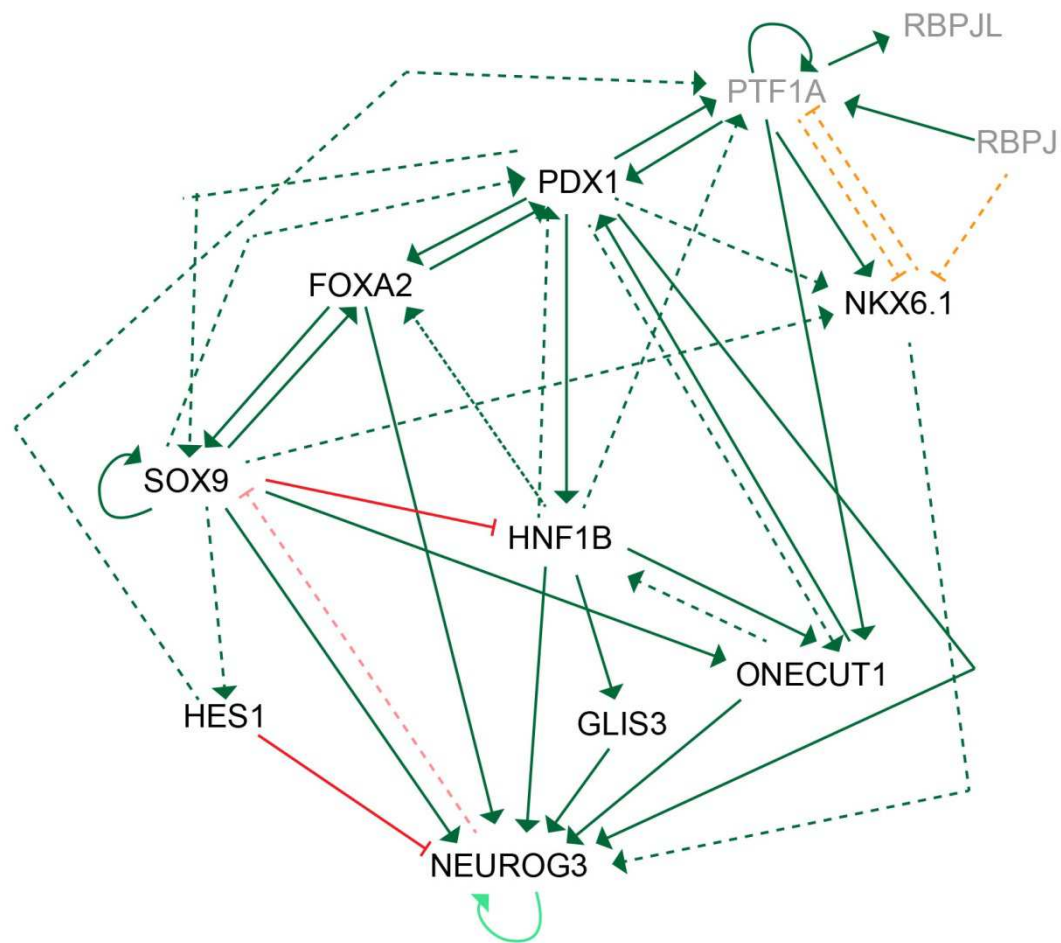 RBPJL
PTF1A
RBPJ
PDX1
FOXA2
NKX6.1
SOX9
HNF1B
ONECUT1
HES1
GLIS3
NEUROG3